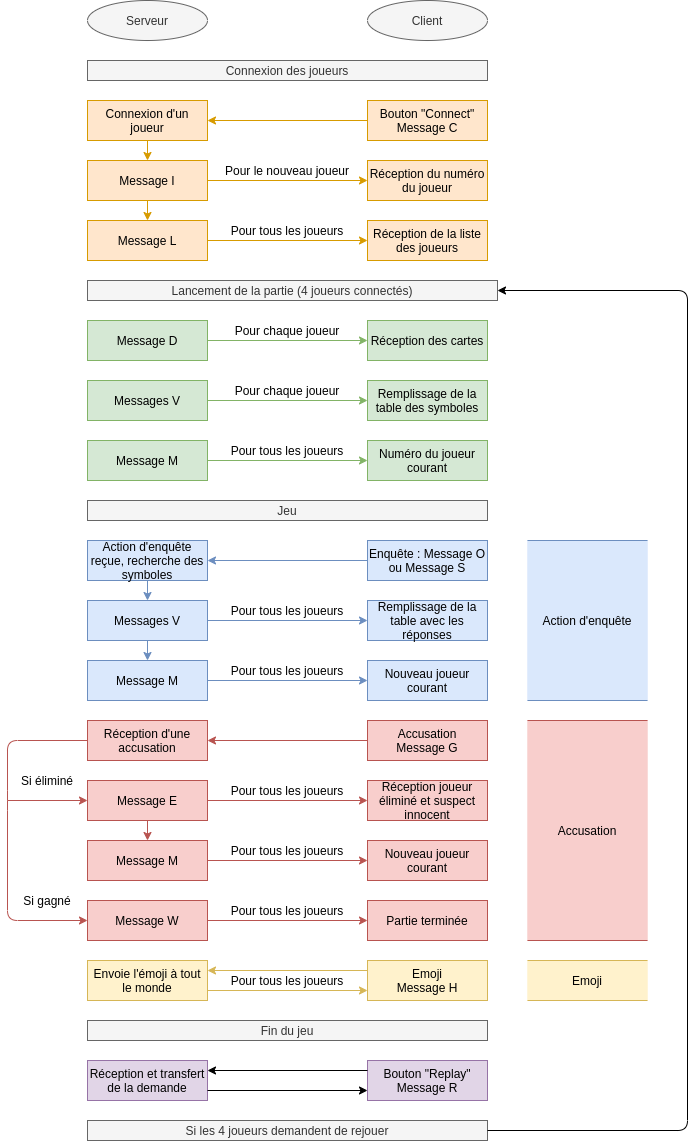 Serveur
Client
Connexion des joueurs
Connexion d'un
joueur
Bouton "Connect"
Message C
Message I
Pour le nouveau joueur
Réception du numéro
du joueur
Message L
Pour tous les joueurs
Réception de la liste
des joueurs
Lancement de la partie (4 joueurs connectés)
Message D
Pour chaque joueur
Réception des cartes
Messages V
Pour chaque joueur
Remplissage de la
table des symboles
Message M
Pour tous les joueurs
Numéro du joueur
courant
Jeu
Action d'enquête
reçue, recherche des
symboles
Enquête : Message O
ou Message S
Messages V
Pour tous les joueurs
Remplissage de la
table avec les
réponses
Action d'enquête
Message M
Pour tous les joueurs
Nouveau joueur
courant
Réception d'une
accusation
Accusation
Message G
Si éliminé
Message E
Pour tous les joueurs
Réception joueur
éliminé et suspect
innocent
Accusation
Message M
Pour tous les joueurs
Nouveau joueur
courant
Si gagné
Message W
Pour tous les joueurs
Partie terminée
Envoie l'émoji à tout
le monde
Pour tous les joueurs
Emoji
Message H
Emoji
Fin du jeu
Réception et transfert
de la demande
Bouton "Replay"
Message R
Si les 4 joueurs demandent de rejouer